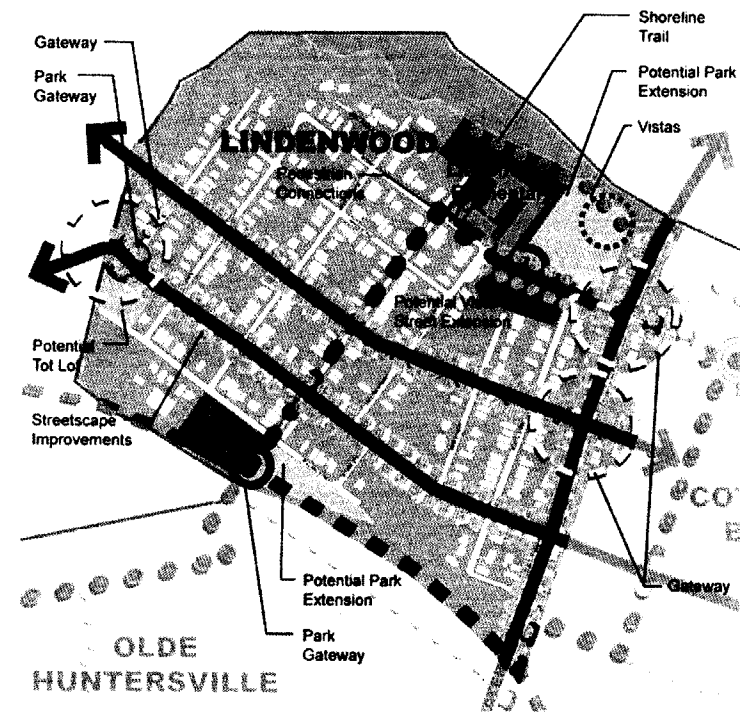 Shoreline
Trail
Gateway
Park
Gateway
Potential Park
Extension
Vistas
LINDENWOOD
Pedestrian
Connections
Potential
Street Extension
Potential
Tot Lot
Streetscape
Improvements
Gateway
Potential Park
Extension
Park
Gateway
OLDE
HUNTERSVILLE